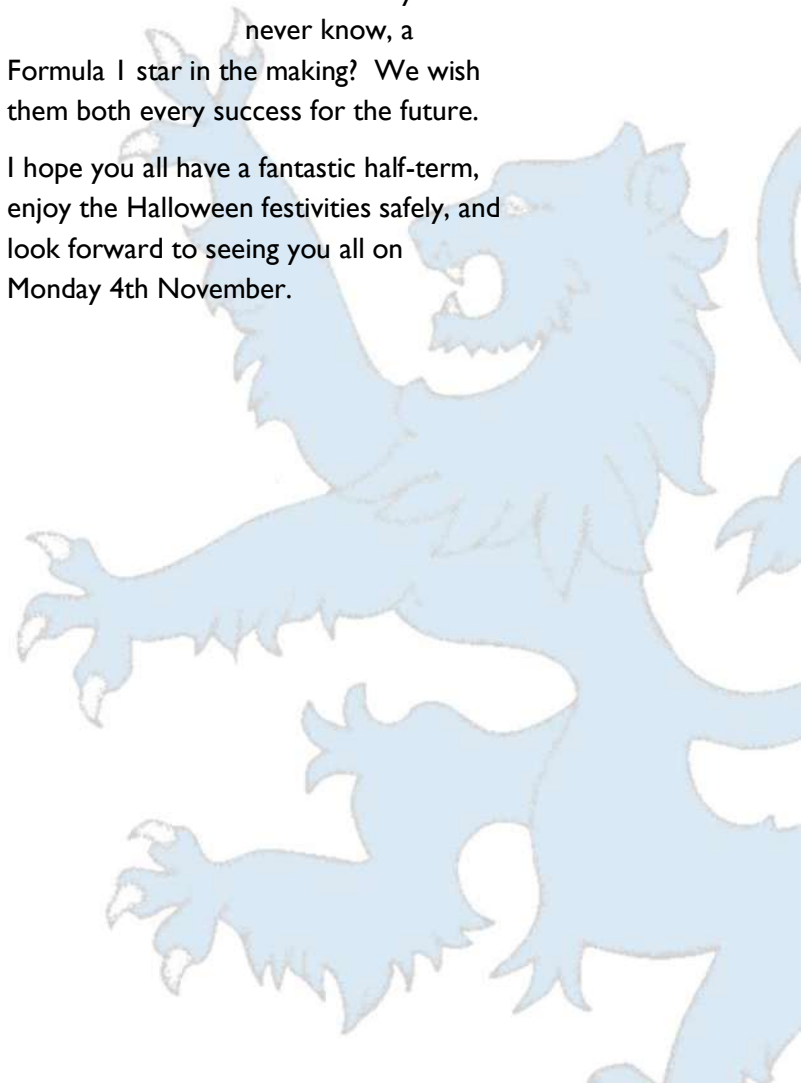 never know, a
Formula 1 star in the making?  We wish
them both every success for the future.
I hope you all have a fantastic half-term,
enjoy the Halloween festivities safely, and
look forward to seeing you all on
Monday 4th November.